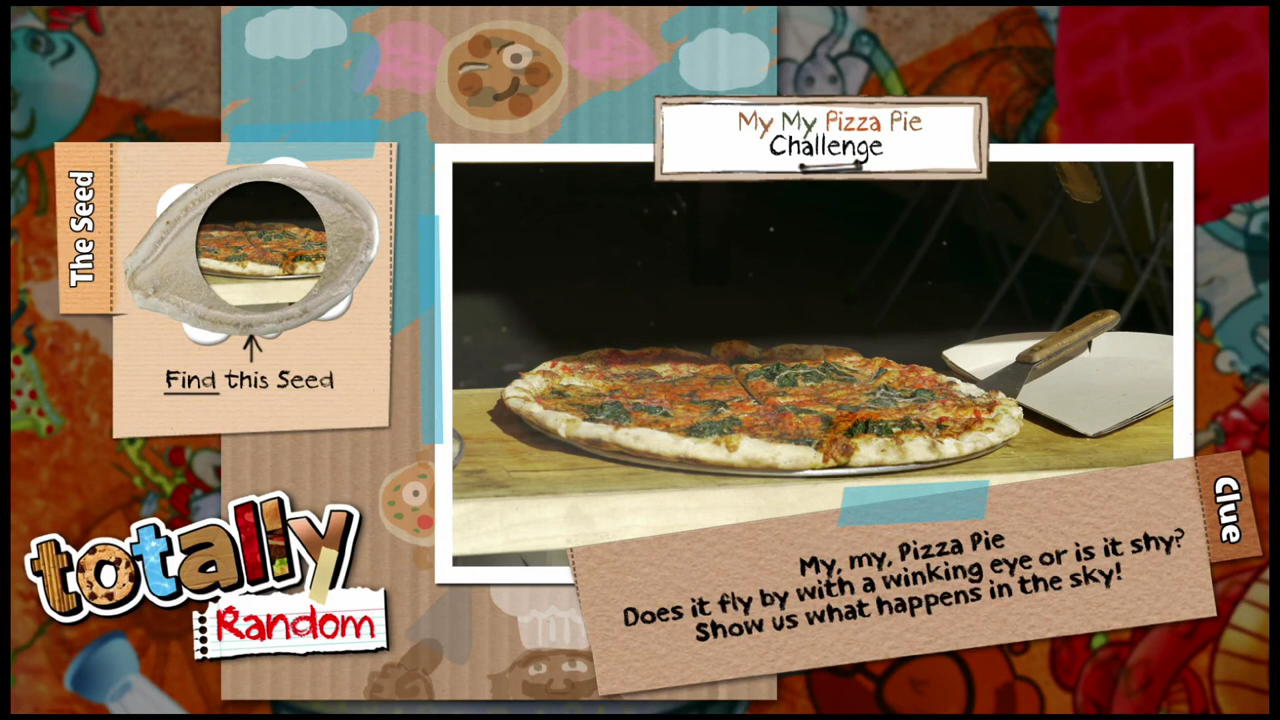 My My Pizza Pie
Challenge
The Seed
Find this Seed
Clue
My, my, Pizza Pie
Does it fly by with a winking eye or is it shy?
Show us what happens in the sky!
totally
Random